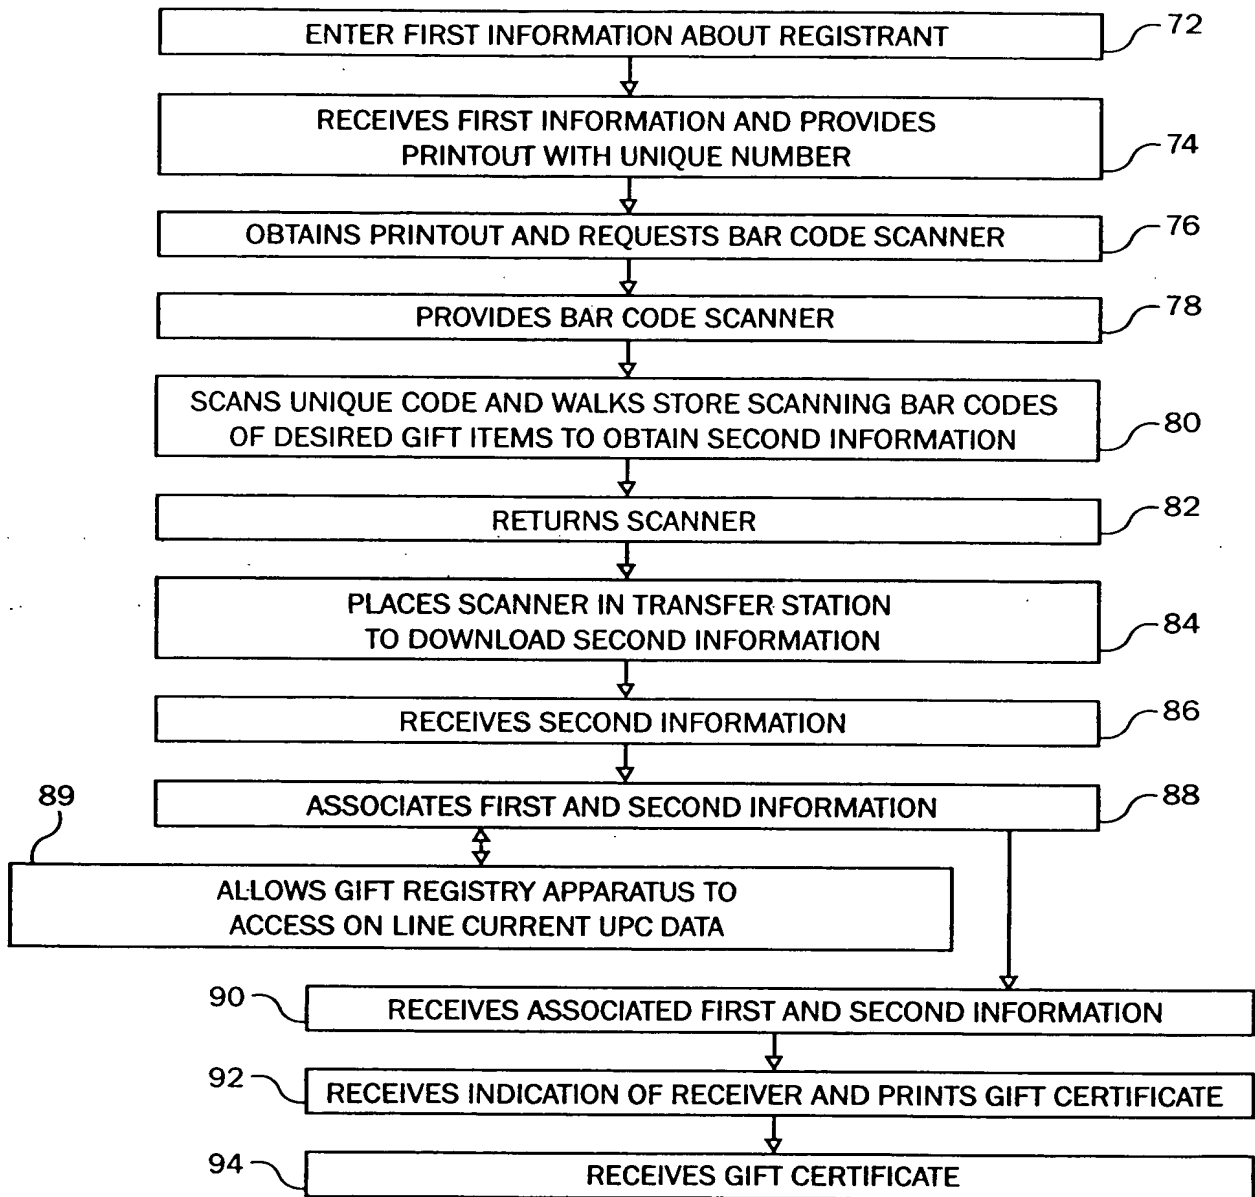 ENTER FIRST INFORMATION ABOUT REGISTRANT
72
RECEIVES FIRST INFORMATION AND PROVIDES
PRINTOUT WITH UNIQUE NUMBER
74
OBTAINS PRINTOUT AND REQUESTS BAR CODE SCANNER
76
PROVIDES BAR CODE SCANNER
78
SCANS UNIQUE CODE AND WALKS STORE SCANNING BAR CODES
OF DESIRED GIFT ITEMS TO OBTAIN SECOND INFORMATION
80
RETURNS SCANNER
82
PLACES SCANNER IN TRANSFER STATION
TO DOWNLOAD SECOND INFORMATION
84
RECEIVES SECOND INFORMATION
86
ASSOCIATES FIRST AND SECOND INFORMATION
88
89
ALLOWS GIFT REGISTRY APPARATUS TO
ACCESS ON LINE CURRENT UPC DATA
90
RECEIVES ASSOCIATED FIRST AND SECOND INFORMATION
92
RECEIVES INDICATION OF RECEIVER AND PRINTS GIFT CERTIFICATE
94
RECEIVES GIFT CERTIFICATE